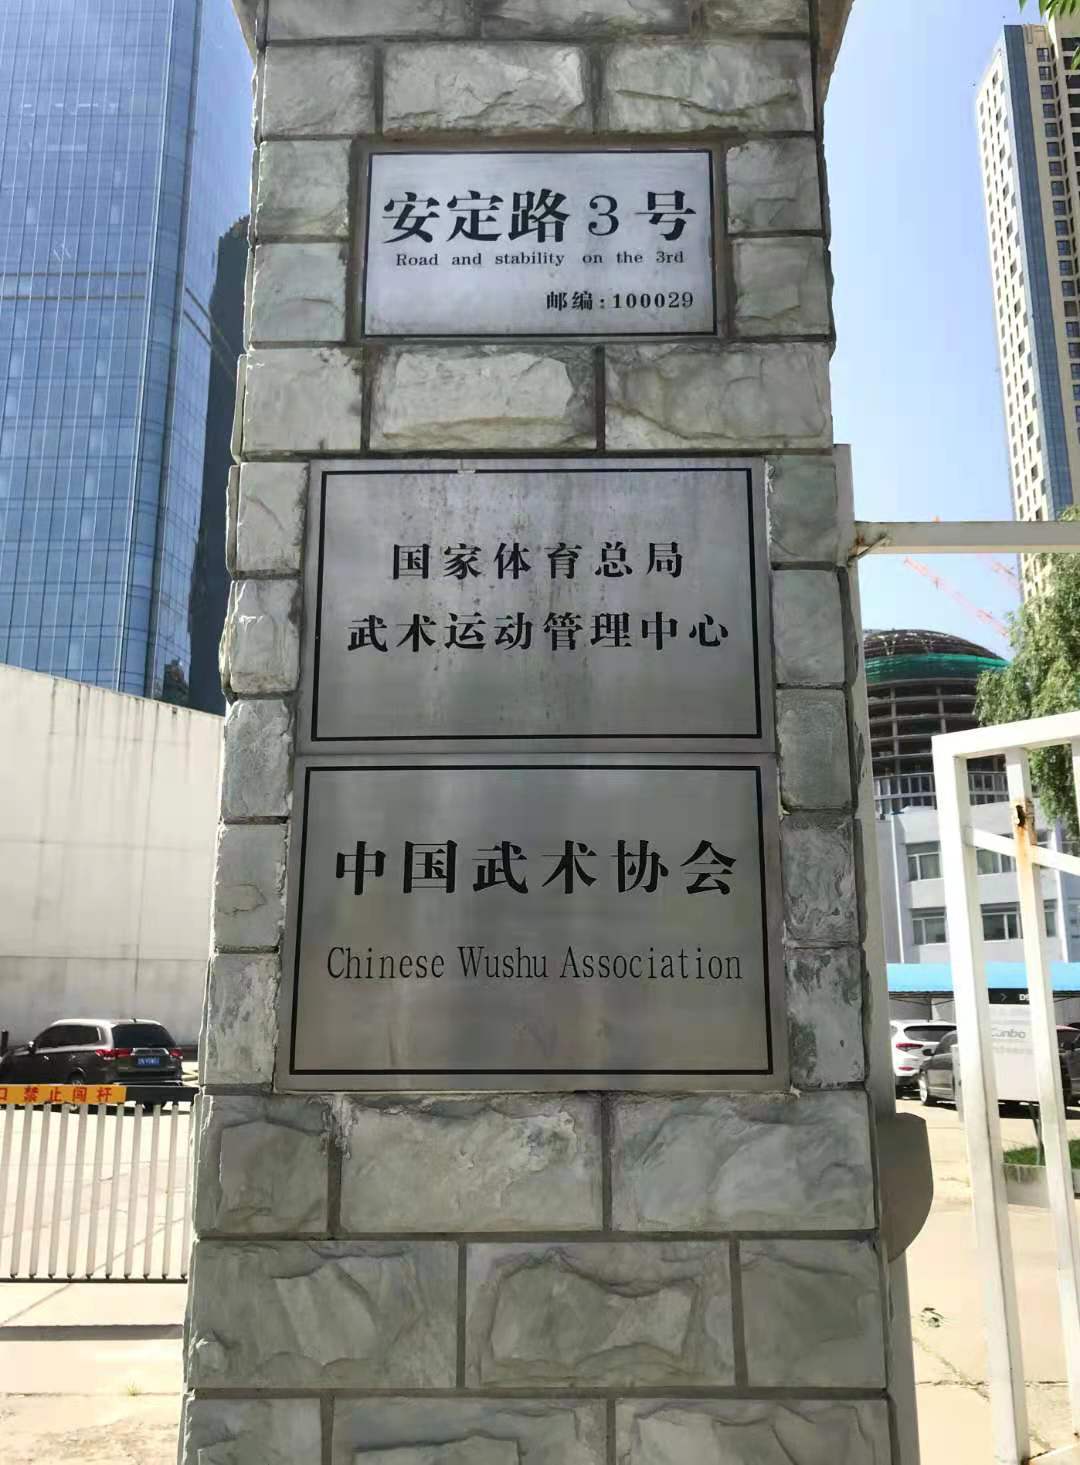 安定路3号
Road and stability on the 3rd
邮编:100029
国家体育总局
武术运动管理中心
中国武术协会
Chinese Wushu Association
禁止闯杆